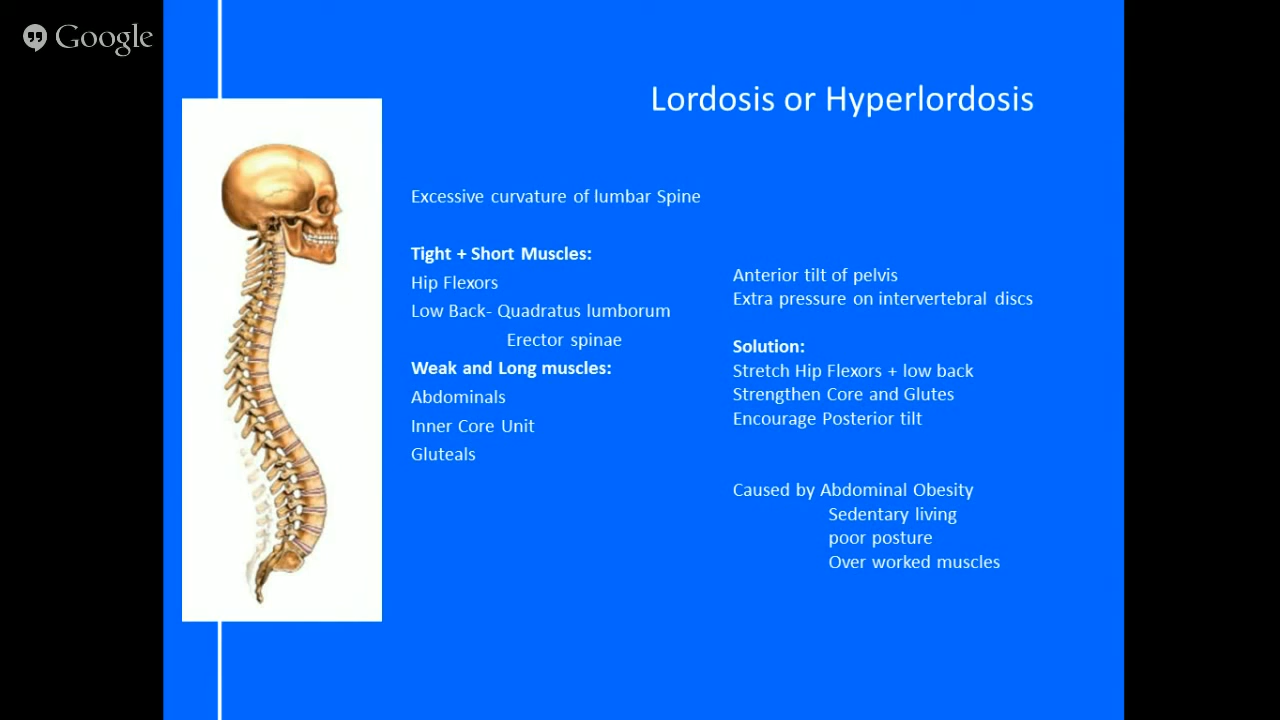 Google
Lordosis or Hyperlordosis
Excessive curvature of lumbar Spine
Tight + Short Muscles:
Hip Flexors
Low Back- Quadratus lumborum
Erector spinae
Weak and Long muscles:
Abdominals
Inner Core Unit
Gluteals
Anterior tilt of pelvis
Extra pressure on intervertebral discs
Solution:
Stretch Hip Flexors + low back
Strengthen Core and Glutes
Encourage Posterior tilt
Caused by Abdominal Obesity
Sedentary living
poor posture
Over worked muscles